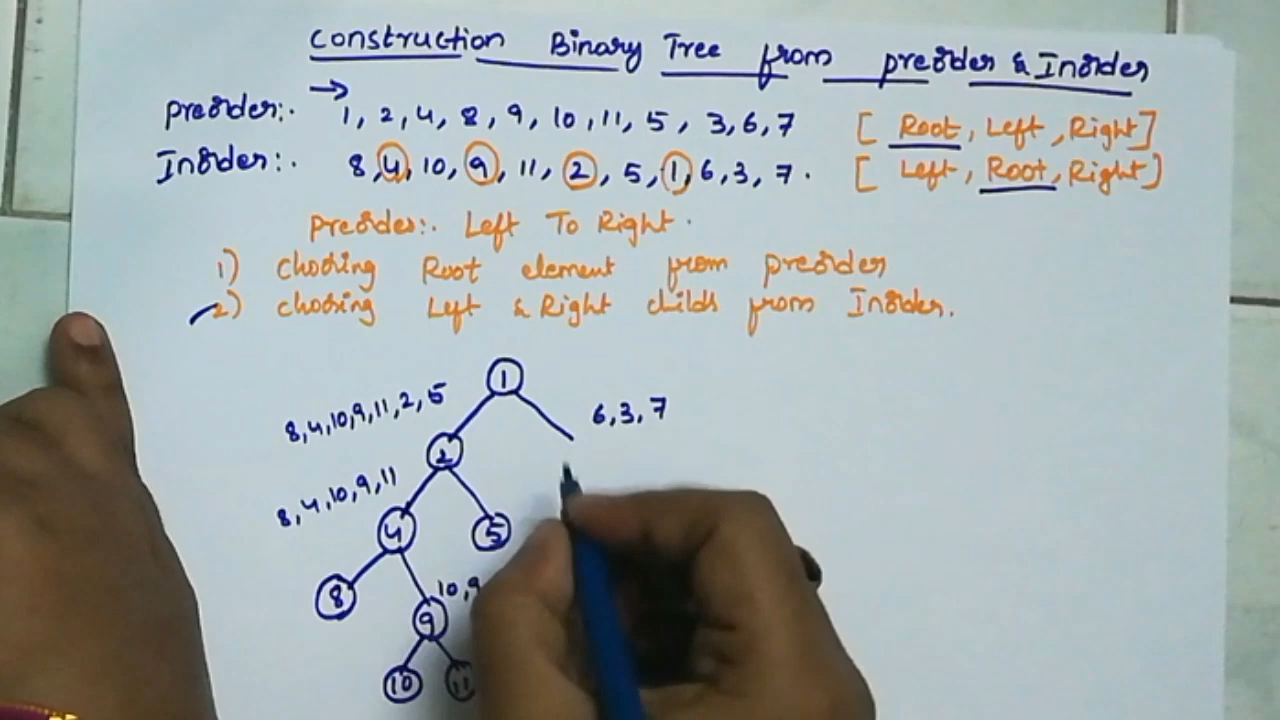 Construction Binary Tree from preorder & Inorder
preorder:. → 1, 2, 4, 8, 9, 10, 11, 5, 3, 6, 7 [Root, Left, Right]
Inorder:. 8, 4, 10, 9, 11, 2, 5, 1, 6, 3, 7. [Left, Root, Right]
preorder:. Left To Right.
1) choosing Root element from preorder
2) choosing Left & Right childs from Inorder.
1
8, 4, 10, 9, 11, 2, 5
6, 3, 7
2
8, 4, 10, 9, 11
4
5
8
10, 9
9
10
11